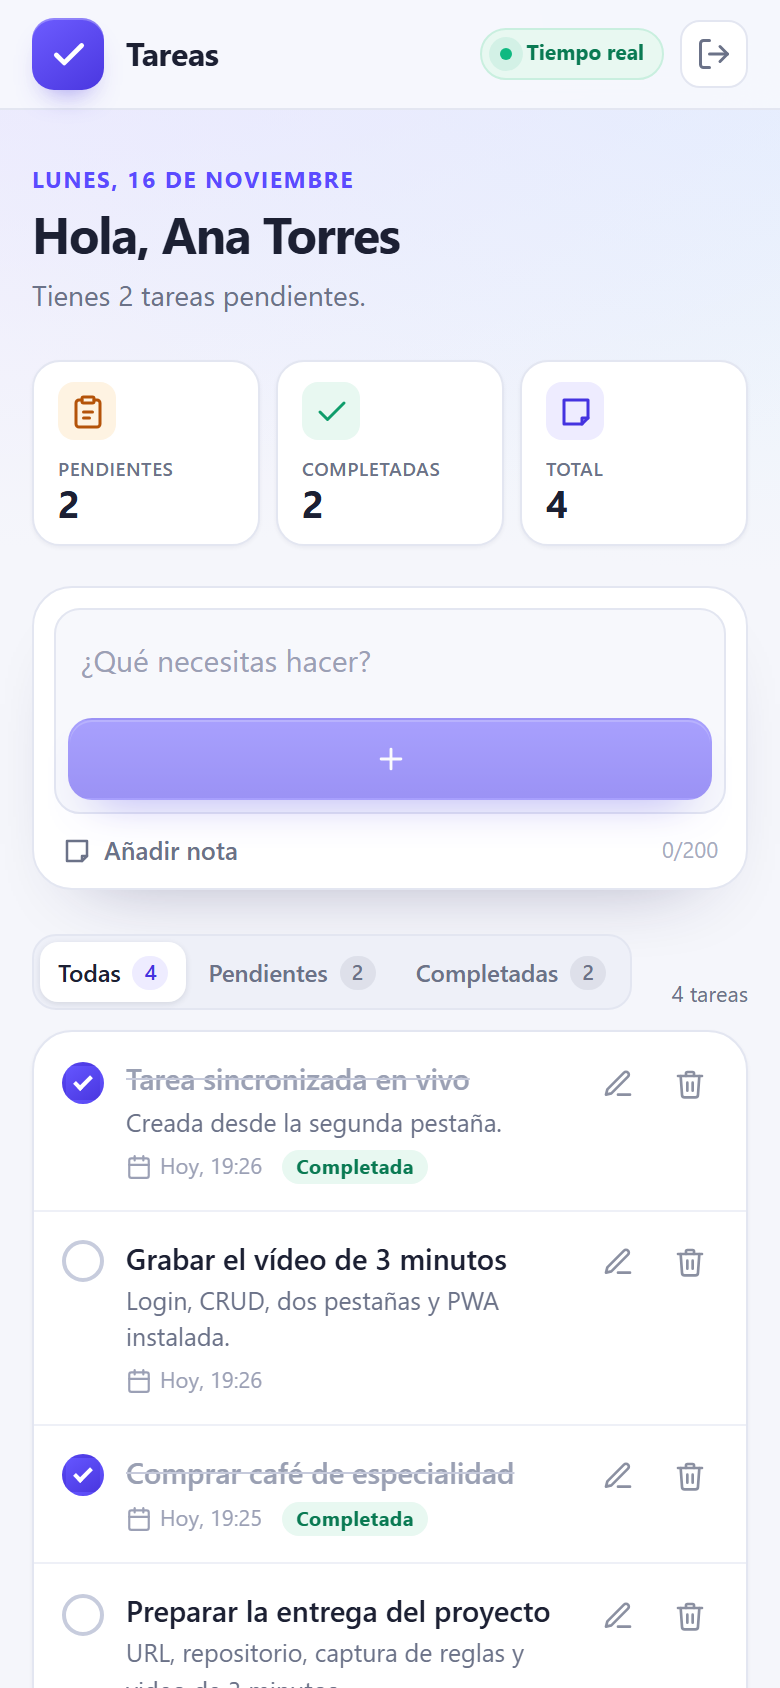 Tareas
Tiempo real
LUNES, 16 DE NOVIEMBRE
Hola, Ana Torres
Tienes 2 tareas pendientes.
PENDIENTES
2
COMPLETADAS
2
TOTAL
4
¿Qué necesitas hacer?
Añadir nota
0/200
Todas 4
Pendientes 2
Completadas 2
4 tareas
Tarea sincronizada en vivo
Creada desde la segunda pestaña.
Hoy, 19:26 Completada
Grabar el vídeo de 3 minutos
Login, CRUD, dos pestañas y PWA
instalada.
Hoy, 19:26
Comprar café de especialidad
Hoy, 19:25 Completada
Preparar la entrega del proyecto
URL, repositorio, captura de reglas y